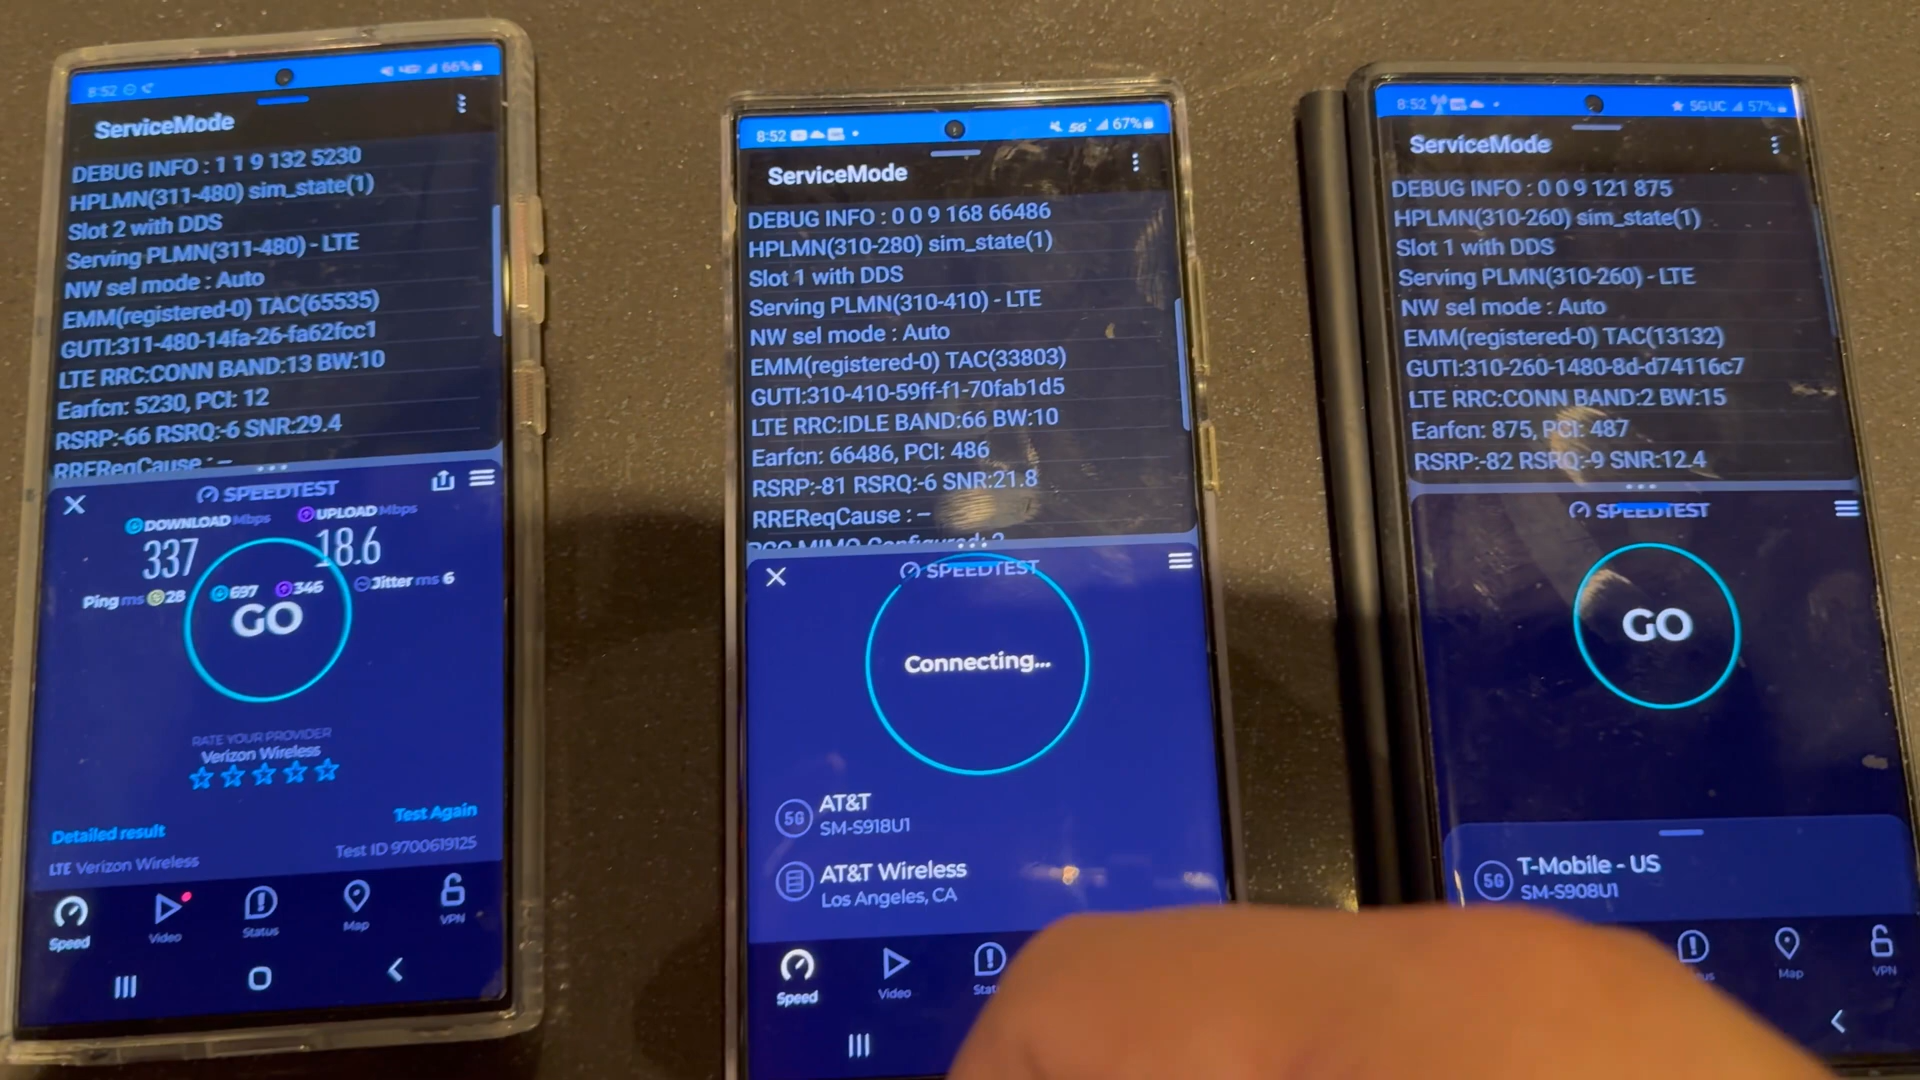 8:52
66%
ServiceMode
DEBUG INFO : 1 1 9 132 5230
HPLMN(311-480) sim_state(1)
Slot 2 with DDS
Serving PLMN(311-480) - LTE
NW sel mode : Auto
EMM(registered-0) TAC(65535)
GUTI:311-480-14fa-26-fa62fcc1
LTE RRC:CONN BAND:13 BW:10
Earfcn: 5230, PCI: 12
RSRP:-66 RSRQ:-6 SNR:29.4
RREReqCause : –
SPEEDTEST
DOWNLOAD Mbps UPLOAD Mbps
337 18.6
Ping ms 28 697 346 Jitter ms 6
GO
RATE YOUR PROVIDER
Verizon Wireless
Test Again
Detailed result
LTE Verizon Wireless Test ID 9700619125
Speed Video Status Map VPN
8:52 5G 67%
ServiceMode
DEBUG INFO : 0 0 9 168 66486
HPLMN(310-280) sim_state(1)
Slot 1 with DDS
Serving PLMN(310-410) - LTE
NW sel mode : Auto
EMM(registered-0) TAC(33803)
GUTI:310-410-59ff-f1-70fab1d5
LTE RRC:IDLE BAND:66 BW:10
Earfcn: 66486, PCI: 486
RSRP:-81 RSRQ:-6 SNR:21.8
RREReqCause : –
SPEEDTEST
Connecting...
5G AT&T
SM-S918U1
AT&T Wireless
Los Angeles, CA
Speed Video Stat
8:52 5G UC 57%
ServiceMode
DEBUG INFO : 0 0 9 121 875
HPLMN(310-260) sim_state(1)
Slot 1 with DDS
Serving PLMN(310-260) - LTE
NW sel mode : Auto
EMM(registered-0) TAC(13132)
GUTI:310-260-1480-8d-d74116c7
LTE RRC:CONN BAND:2 BW:15
Earfcn: 875, PCI: 487
RSRP:-82 RSRQ:-9 SNR:12.4
SPEEDTEST
GO
5G T-Mobile - US
SM-S908U1
us Map VPN